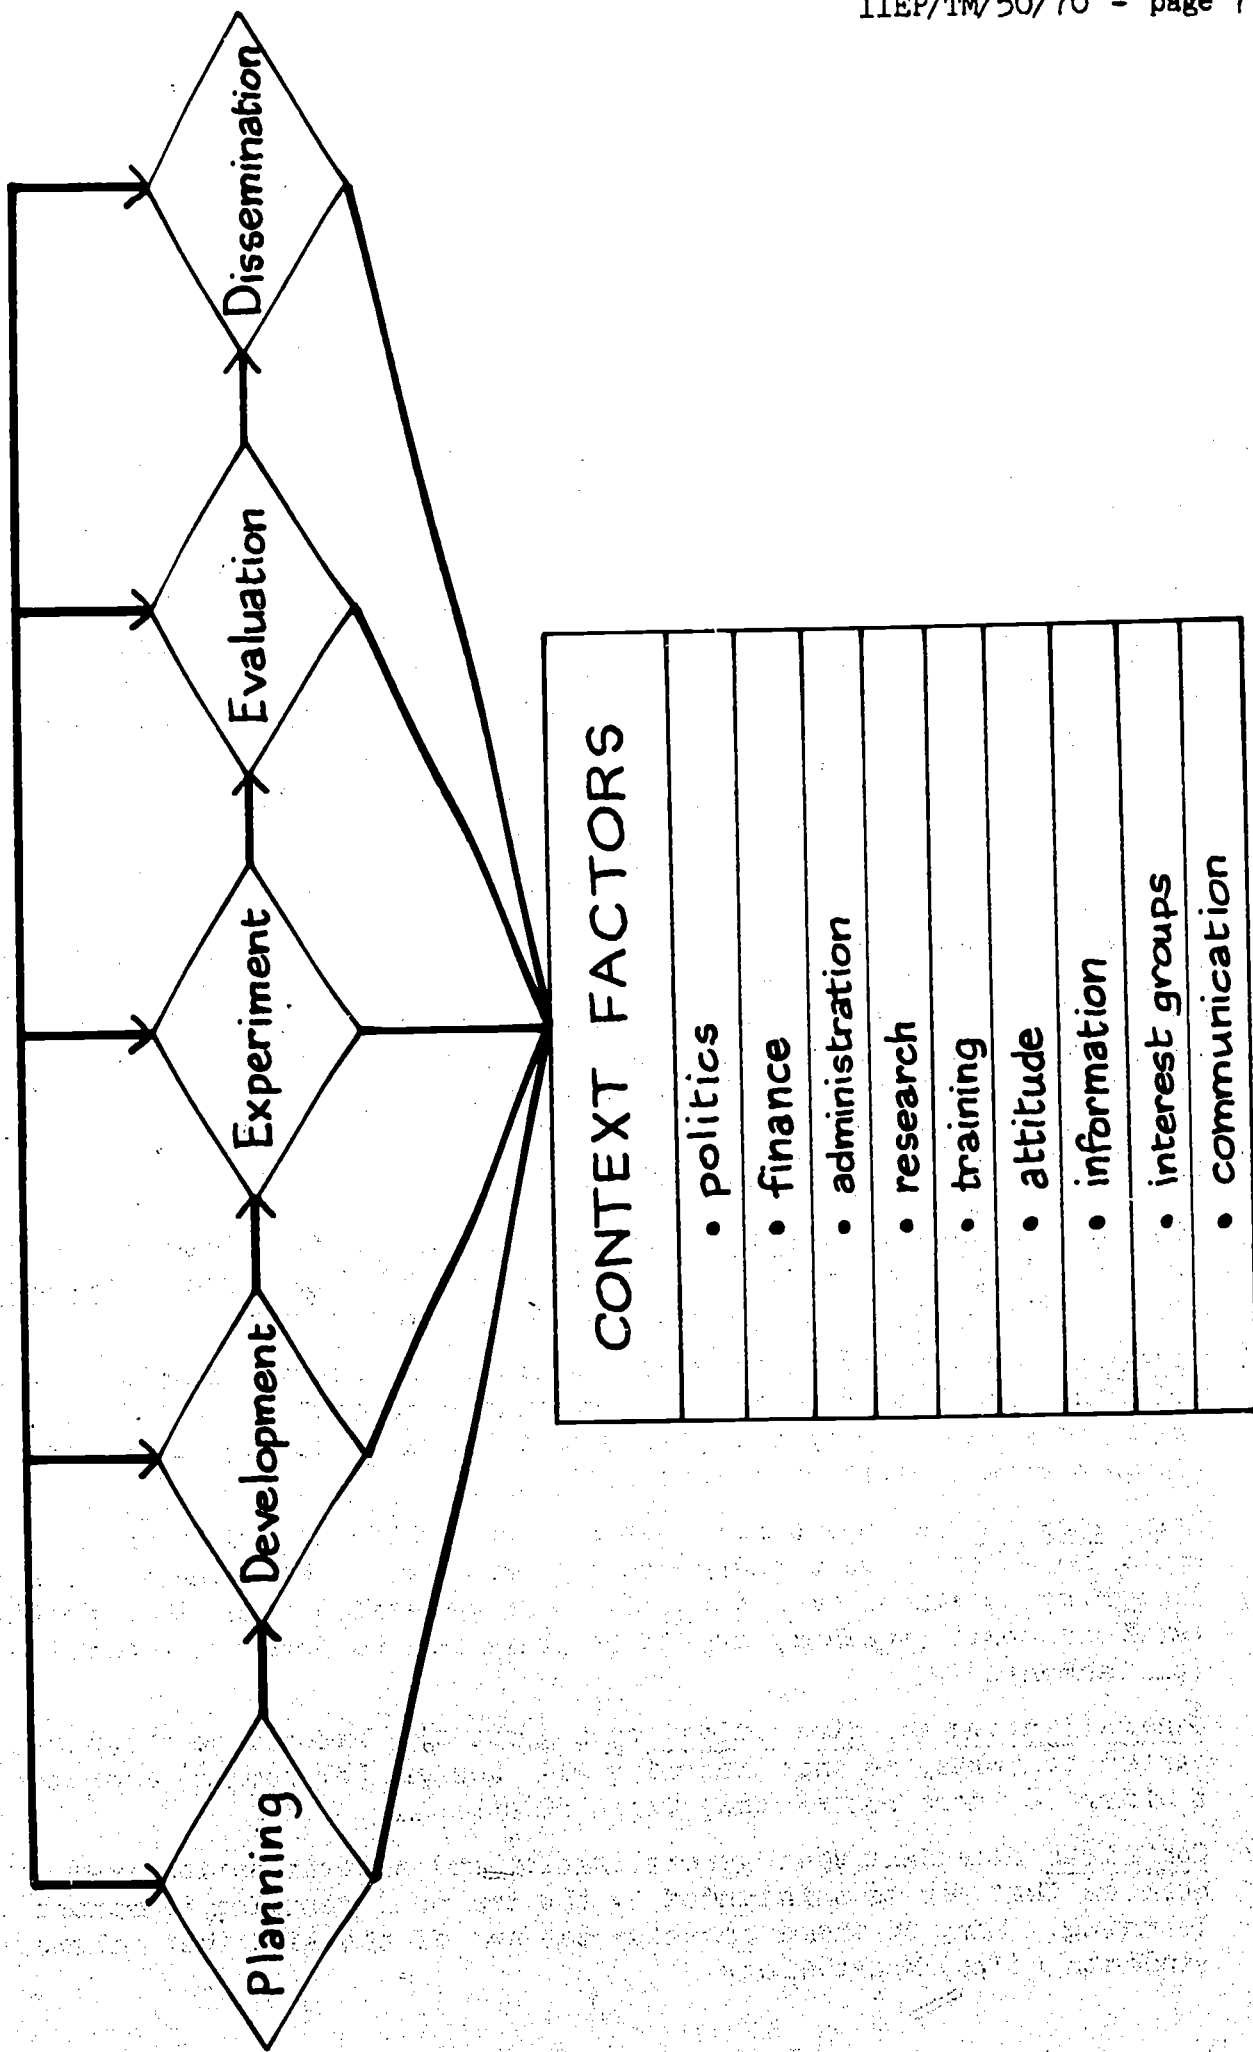 IIEP/TM/50/70 - page 7
Planning
Development
Experiment
Evaluation
Dissemination
CONTEXT FACTORS
• politics
• finance
• administration
• research
• training
• attitude
• information
• interest groups
• communication